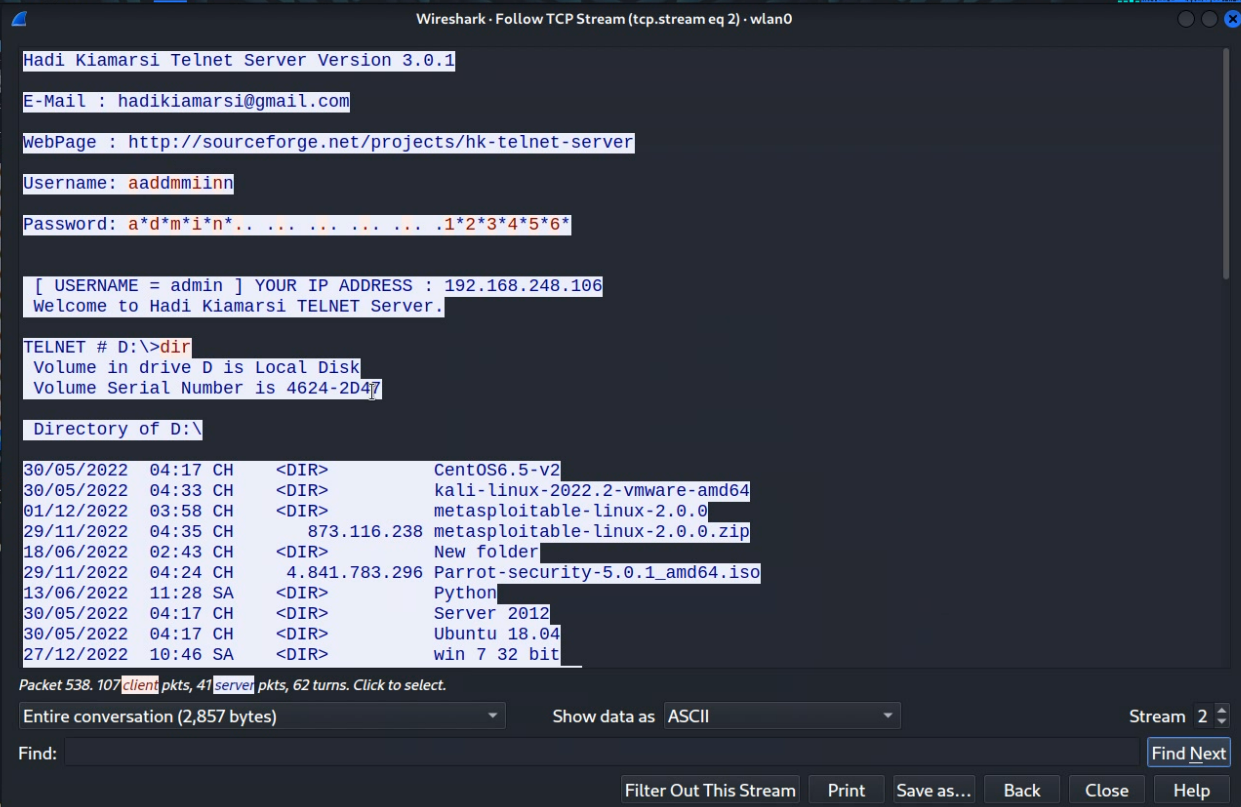 Wireshark · Follow TCP Stream (tcp.stream eq 2) · wlan0
Hadi Kiamarsi Telnet Server Version 3.0.1
E-Mail : hadikiamarsi@gmail.com
WebPage : http://sourceforge.net/projects/hk-telnet-server
Username: aaddmmiinn
Password: a*d*m*i*n*.. ... ... ... ... .1*2*3*4*5*6*
[ USERNAME = admin ] YOUR IP ADDRESS : 192.168.248.106
Welcome to Hadi Kiamarsi TELNET Server.
TELNET # D:\>dir
Volume in drive D is Local Disk
Volume Serial Number is 4624-2D47
Directory of D:\
30/05/2022  04:17 CH    <DIR>          CentOS6.5-v2
30/05/2022  04:33 CH    <DIR>          kali-linux-2022.2-vmware-amd64
01/12/2022  03:58 CH    <DIR>          metasploitable-linux-2.0.0
29/11/2022  04:35 CH       873.116.238 metasploitable-linux-2.0.0.zip
18/06/2022  02:43 CH    <DIR>          New folder
29/11/2022  04:24 CH     4.841.783.296 Parrot-security-5.0.1_amd64.iso
13/06/2022  11:28 SA    <DIR>          Python
30/05/2022  04:17 CH    <DIR>          Server 2012
30/05/2022  04:17 CH    <DIR>          Ubuntu 18.04
27/12/2022  10:46 SA    <DIR>          win 7 32 bit
Packet 538. 107 client pkts, 41 server pkts, 62 turns. Click to select.
Entire conversation (2,857 bytes) Show data as ASCII Stream 2
Find: Find Next
Filter Out This Stream Print Save as… Back Close Help